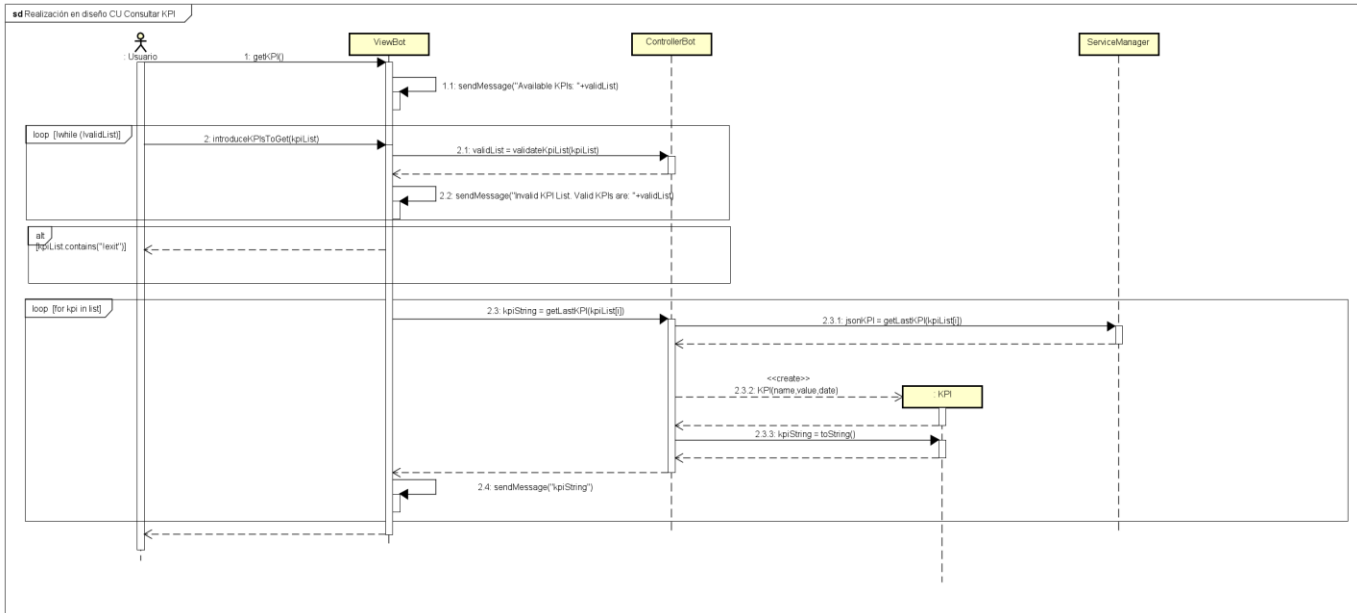 sd Realización en diseño CU Consultar KPI
: Usuario
ViewBot
ControllerBot
ServiceManager
1: getKPI()
1.1: sendMessage("Available KPIs: "+validList)
loop [!while (!validList)]
2: introduceKPIsToGet(kpiList)
2.1: validList = validateKpiList(kpiList)
2.2: sendMessage("Invalid KPI List. Valid KPIs are: "+validList)
alt
[kpiList.contains("!exit")]
loop [for kpi in list]
2.3: kpiString = getLastKPI(kpiList[i])
2.3.1: jsonKPI = getLastKPI(kpiList[i])
<<create>>
2.3.2: KPI(name,value,date)
: KPI
2.3.3: kpiString = toString()
2.4: sendMessage("kpiString")